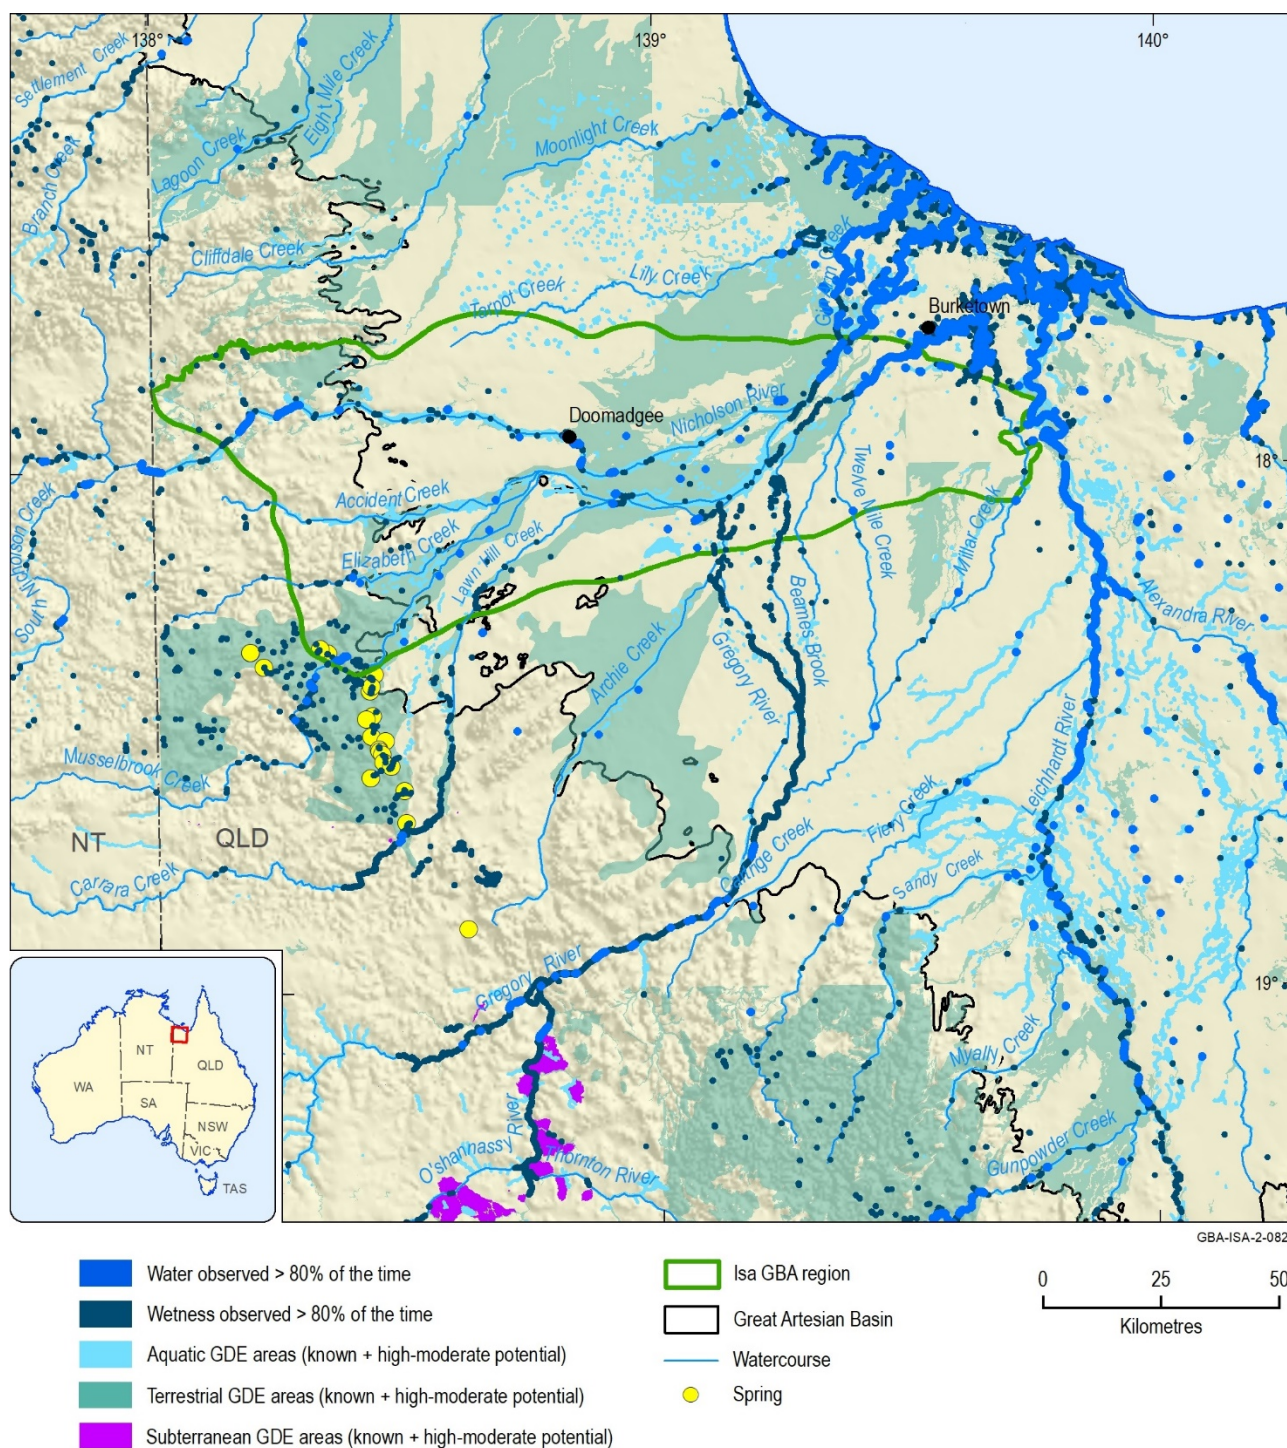 138°
139°
140°
Settlement Creek
Eight Mile Creek
Branch Creek
Lagoon Creek
Moonlight Creek
Cliffdale Creek
Lily Creek
Terpot Creek
Burketown
Doomadgee
Nicholson River
18°
Accident Creek
Twelve Mile Creek
Millar Creek
Elizabeth Creek
Lawn Hill Creek
South Nicholson Creek
Beames Brook
Alexandra River
Archie Creek
Gregory River
Leichhardt River
Musselbrook Creek
NT
QLD
Fiery Creek
Carrara Creek
Sandy Creek
Gregory River
19°
Myally Creek
O'shannassy River
Thornton River
Gunpowder Creek
WA
NT
QLD
SA
NSW
VIC
TAS
GBA-ISA-2-082
Water observed > 80% of the time
Wetness observed > 80% of the time
Aquatic GDE areas (known + high-moderate potential)
Terrestrial GDE areas (known + high-moderate potential)
Subterranean GDE areas (known + high-moderate potential)
Isa GBA region
Great Artesian Basin
Watercourse
Spring
0 25 50
Kilometres